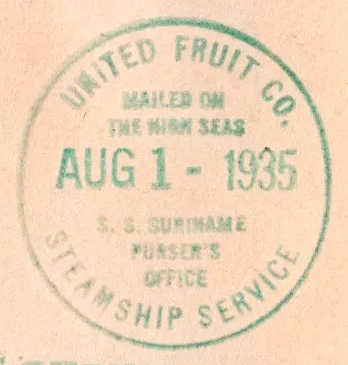 UNITED FRUIT CO.
MAILED ON
THE HIGH SEAS
AUG 1 - 1935
S. S. SURINAME
PURSER'S
OFFICE
STEAMSHIP SERVICE